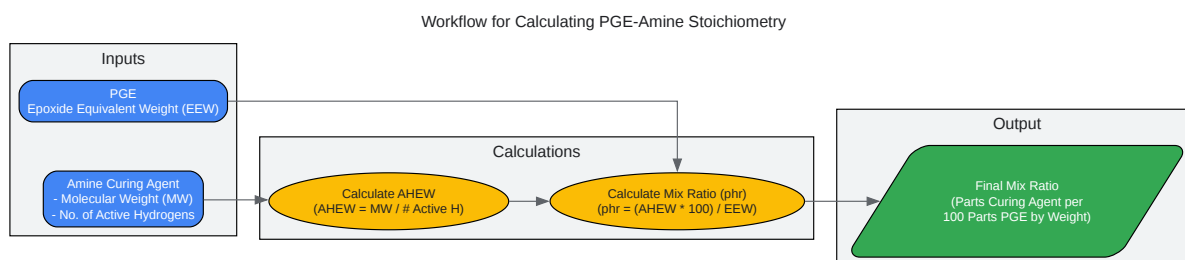 Workflow for Calculating PGE-Amine Stoichiometry
Inputs
PGE
Epoxide Equivalent Weight (EEW)
Amine Curing Agent
- Molecular Weight (MW)
- No. of Active Hydrogens
Calculations
Calculate AHEW
(AHEW = MW / # Active H)
Calculate Mix Ratio (phr)
(phr = (AHEW * 100) / EEW)
Output
Final Mix Ratio
(Parts Curing Agent per
100 Parts PGE by Weight)